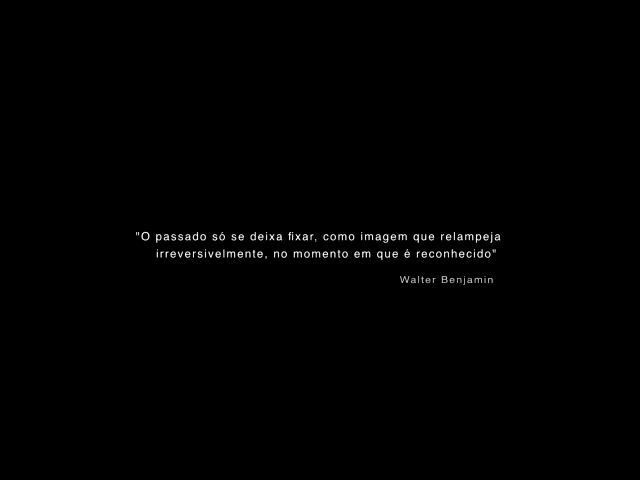 "O passado só se deixa fixar, como imagem que relampeja
irreversivelmente, no momento em que é reconhecido"
Walter Benjamin